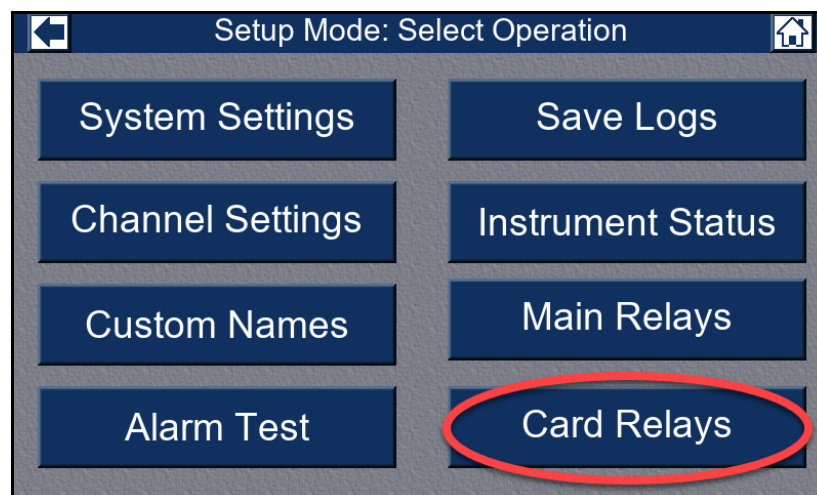 Setup Mode: Select Operation
System Settings
Save Logs
Channel Settings
Instrument Status
Custom Names
Main Relays
Alarm Test
Card Relays